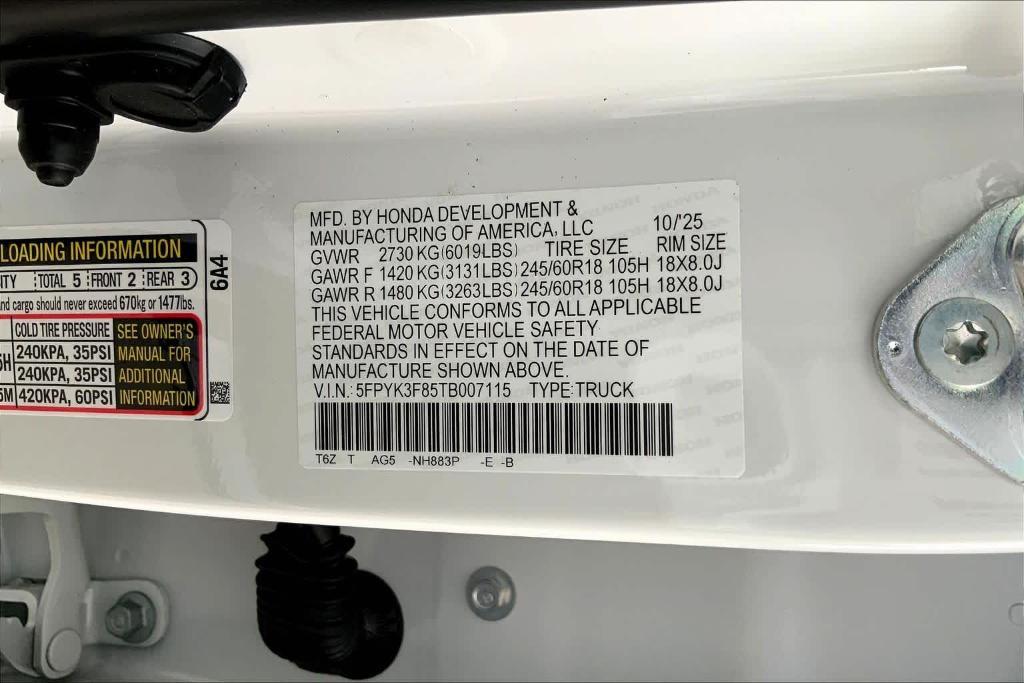 LOADING INFORMATION
ITY TOTAL 5 FRONT 2 REAR 3
nd cargo should never exceed 670kg or 1477lbs.
COLD TIRE PRESSURE SEE OWNER'S
240KPA, 35PSI MANUAL FOR
240KPA, 35PSI ADDITIONAL
420KPA, 60PSI INFORMATION
6A4
MFD. BY HONDA DEVELOPMENT &
MANUFACTURING OF AMERICA, LLC 10/'25
GVWR 2730 KG(6019LBS) TIRE SIZE RIM SIZE
GAWR F 1420 KG(3131LBS) 245/60R18 105H 18X8.0J
GAWR R 1480 KG(3263LBS) 245/60R18 105H 18X8.0J
THIS VEHICLE CONFORMS TO ALL APPLICABLE
FEDERAL MOTOR VEHICLE SAFETY
STANDARDS IN EFFECT ON THE DATE OF
MANUFACTURE SHOWN ABOVE.
V.I.N.: 5FPYK3F85TB007115 TYPE:TRUCK
T6Z T AG5 -NH883P -E -B